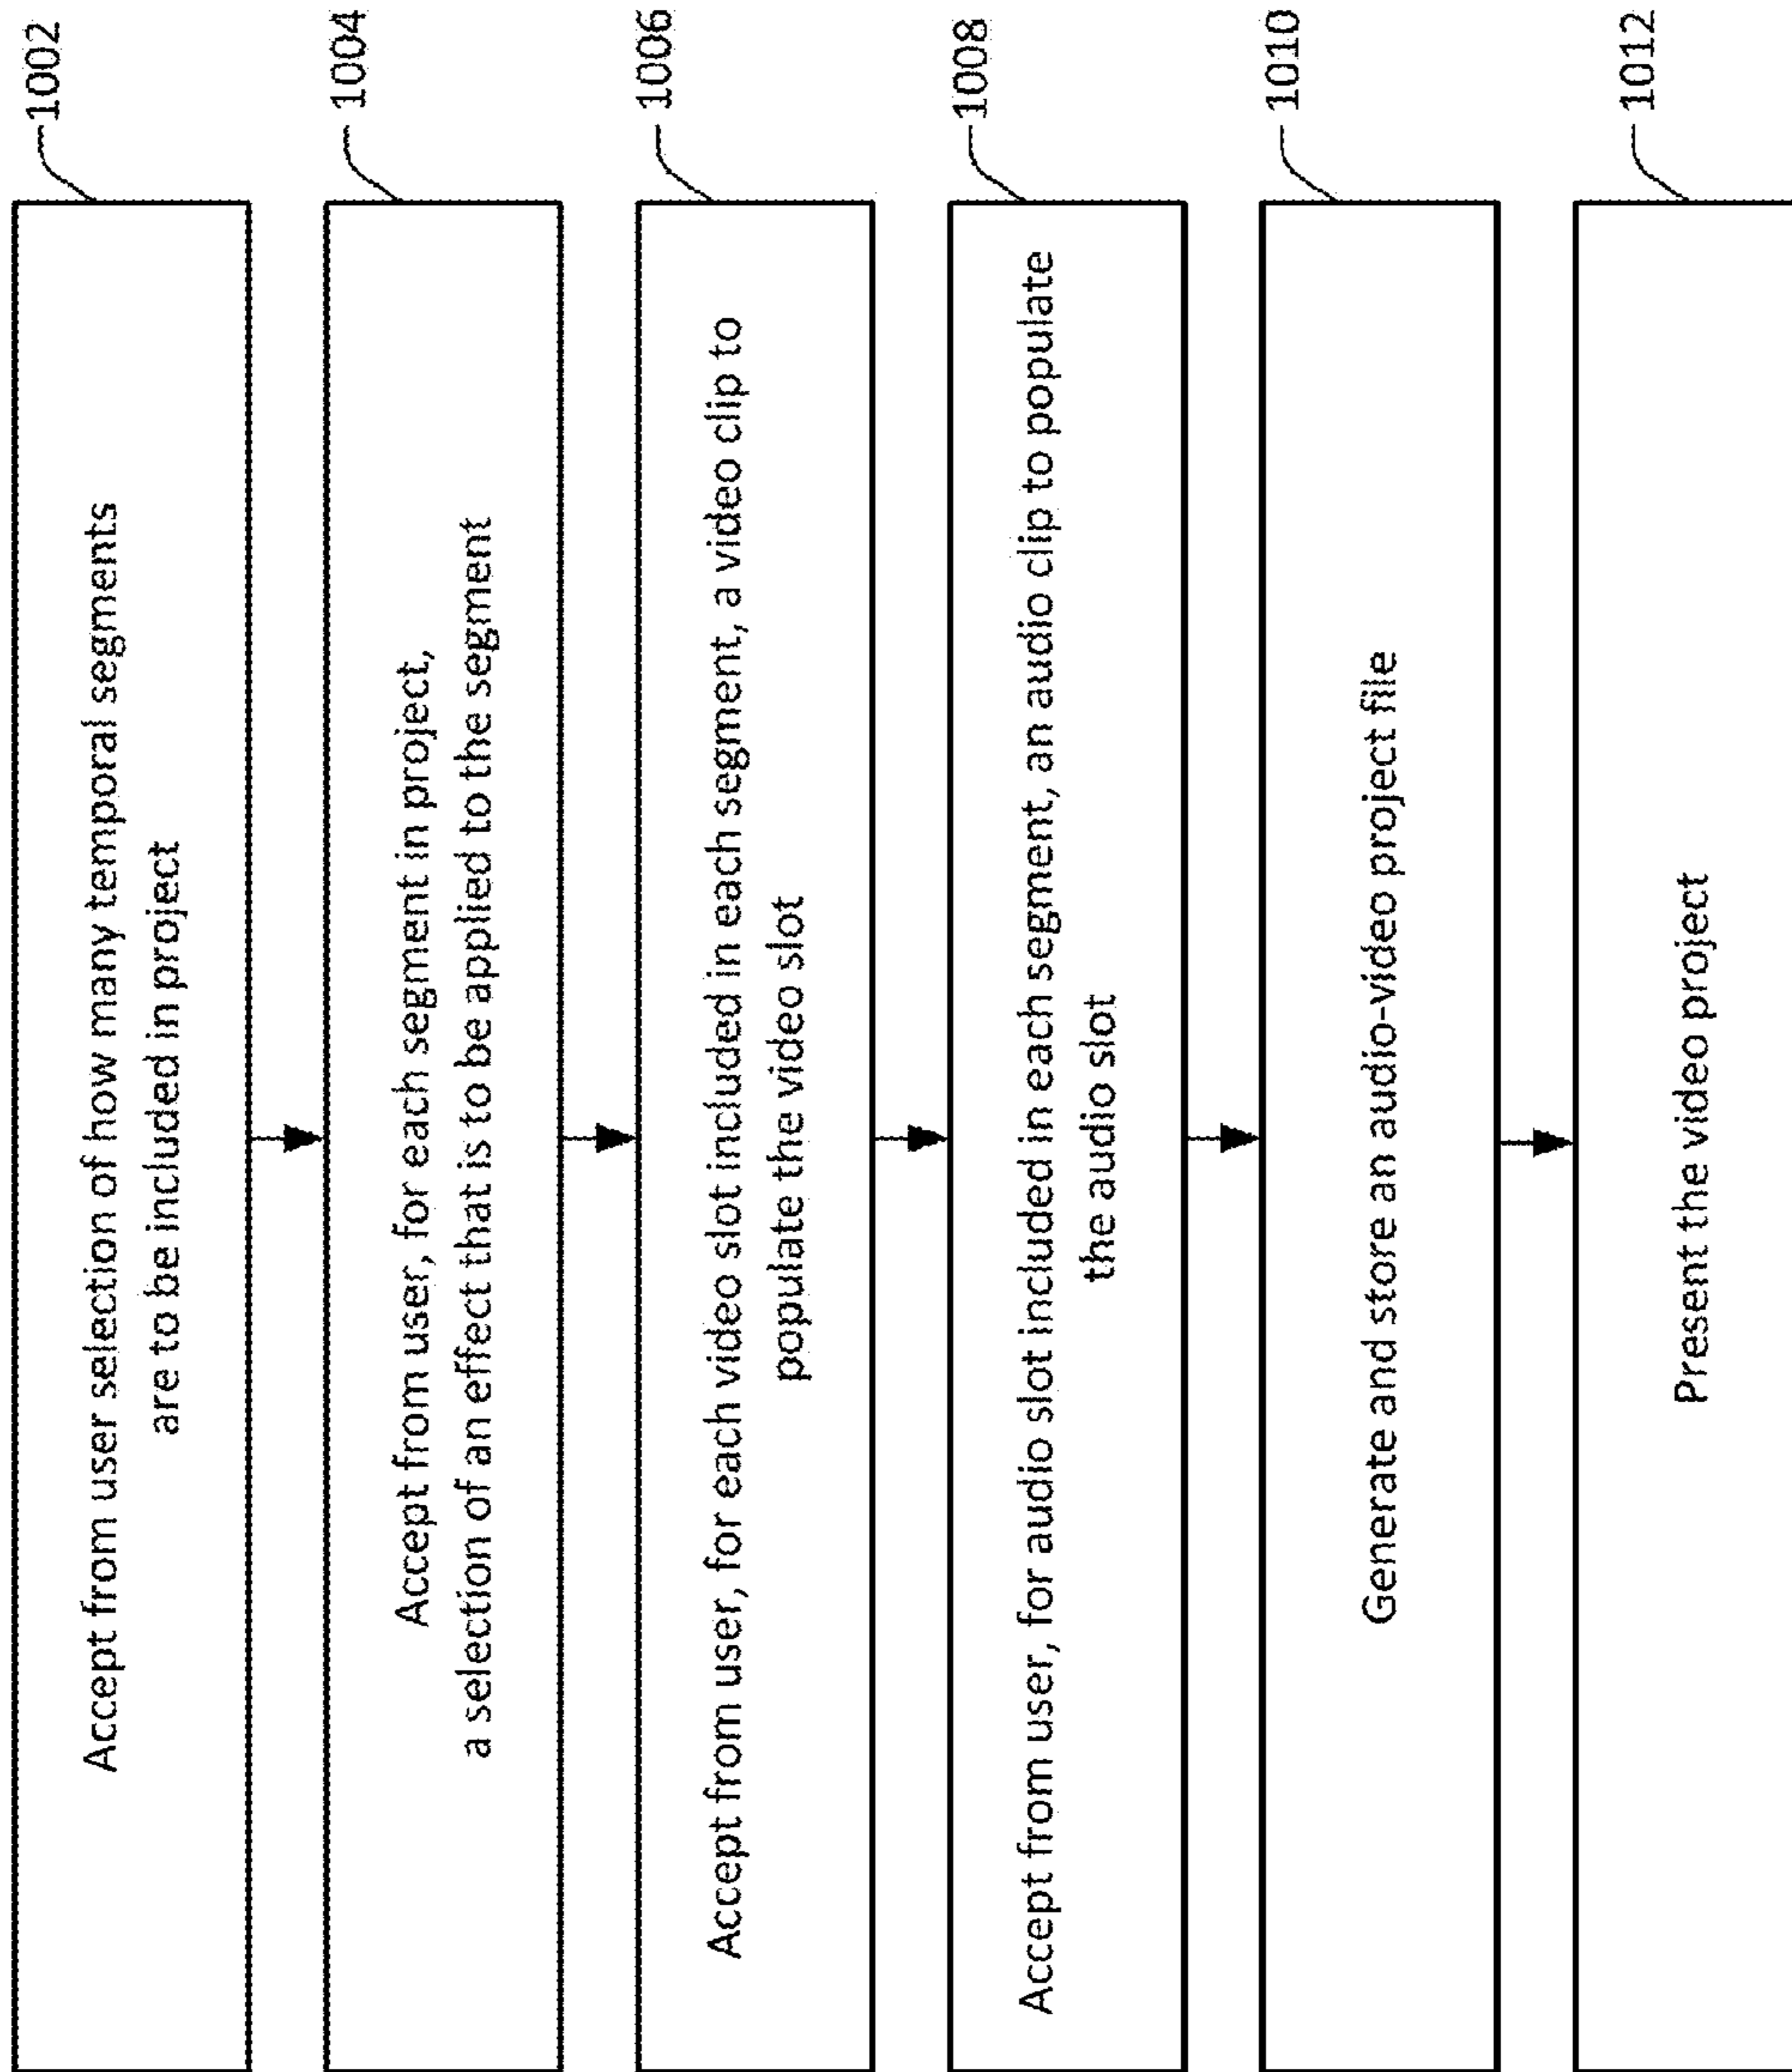 Accept from user selection of how many temporal segments
are to be included in project
1002
Accept from user, for each segment in project,
a selection of an effect that is to be applied to the segment
1004
Accept from user, for each video slot included in each segment, a video clip to
populate the video slot
1006
Accept from user, for audio slot included in each segment, an audio clip to populate
the audio slot
1008
Generate and store an audio-video project file
1010
Present the video project
1012